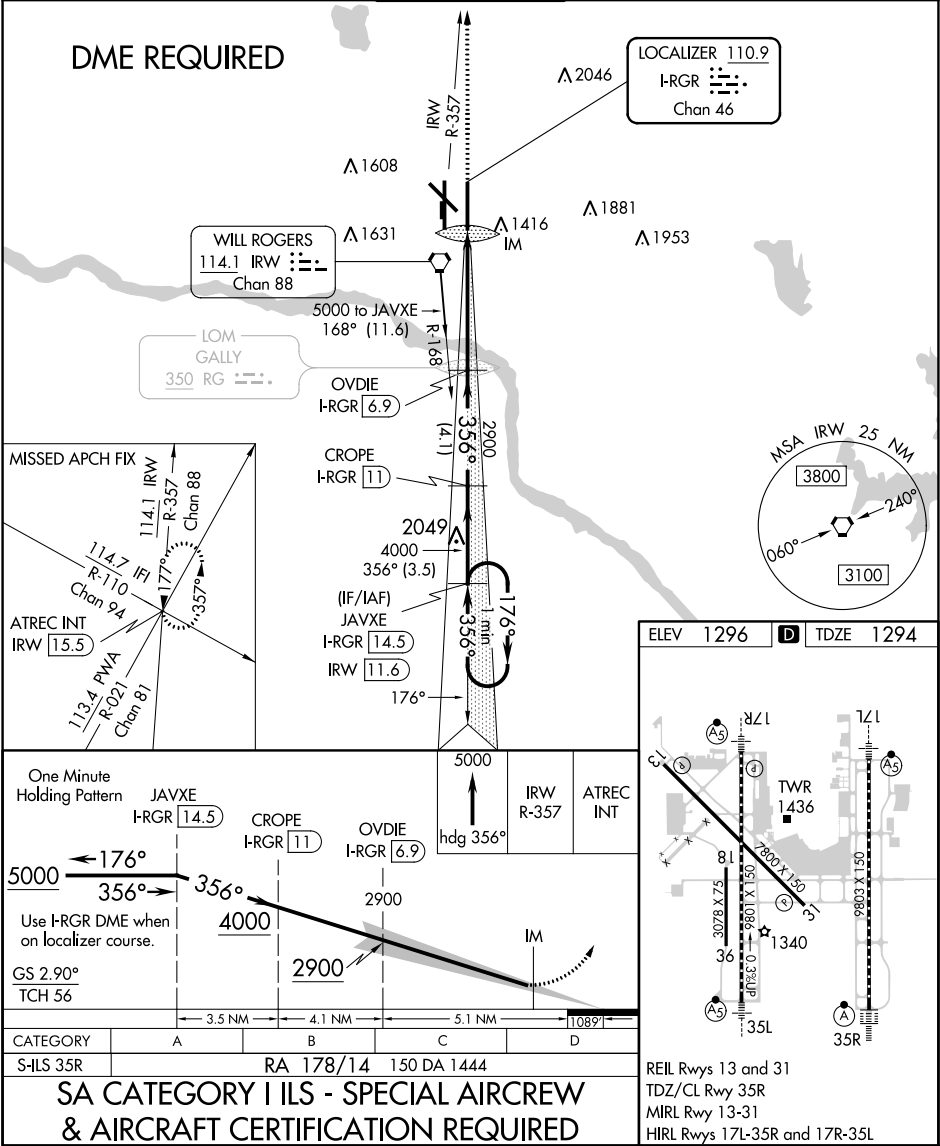 DME REQUIRED
LOCALIZER 110.9
I-RGR
Chan 46
2046
IRW
R-357
1608
1416
IM
1881
1953
1631
WILL ROGERS
114.1 IRW
Chan 88
5000 to JAVXE
168° (11.6)
R-168
LOM
GALLY
350 RG
OVDIE
I-RGR 6.9
2900
356°
(4.1)
CROPE
I-RGR 11
2049
4000
356° (3.5)
(IF/IAF)
JAVXE
I-RGR 14.5
IRW 11.6
176°
1 min
356°
176°
MISSED APCH FIX
114.1 IRW
R-357
Chan 88
114.7 IFI
R-110
Chan 94
177°
357°
ATREC INT
IRW 15.5
113.4 PWA
R-021
Chan 81
MSA IRW 25 NM
3800
240°
060°
3100
ELEV 1296 D TDZE 1294
17R
17L
A5
A5
13
P
P
TWR
1436
18
7800 X 150
3078 X 75
9801 X 150
9803 X 150
P
31
1340
36
0.3%UP
A5
35L
A
35R
REIL Rwys 13 and 31
TDZ/CL Rwy 35R
MIRL Rwy 13-31
HIRL Rwys 17L-35R and 17R-35L
One Minute
Holding Pattern
JAVXE
I-RGR 14.5
CROPE
I-RGR 11
OVDIE
I-RGR 6.9
5000
hdg 356°
IRW
R-357
ATREC
INT
5000
176°
356°
356°
4000
2900
2900
IM
Use I-RGR DME when
on localizer course.
GS 2.90°
TCH 56
3.5 NM
4.1 NM
5.1 NM
1089'
CATEGORY A B C D
S-ILS 35R RA 178/14 150 DA 1444
SA CATEGORY I ILS - SPECIAL AIRCREW
& AIRCRAFT CERTIFICATION REQUIRED